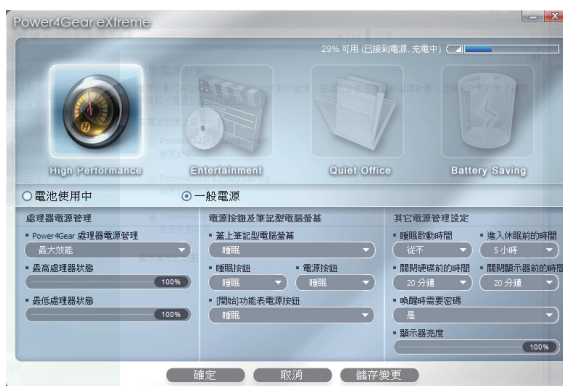 Power4Gear eXtreme
29% 可用 (已接到電源, 充電中)
High Performance
Entertainment
Quiet Office
Battery Saving
電池使用中
一般電源
處理器電源管理
Power4Gear 處理器電源管理
最大效能
最高處理器狀態
100%
最低處理器狀態
100%
電源按鈕及筆記型電腦螢幕
蓋上筆記型電腦螢幕
睡眠
睡眠按鈕
電源按鈕
睡眠
睡眠
[開始]功能表電源按鈕
睡眠
其它電源管理設定
睡眠啟動時間
進入休眠前的時間
從不
5 小時
關閉硬碟前的時間
關閉顯示器前的時間
20 分鐘
20 分鐘
喚醒時需要密碼
是
顯示器亮度
100%
確定
取消
儲存變更